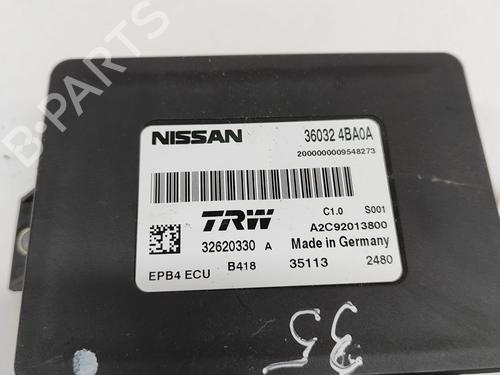 B-PARTS
NISSAN 36032 4BA0A
2000000009548273
TRW C1.0 S001
A2C92013800
32620330 A Made in Germany
EPB4 ECU B418 35113 2480
35